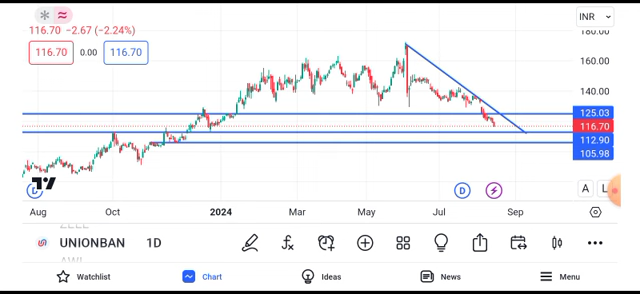 116.70 −2.67 (−2.24%)
INR
116.70 0.00 116.70
180.00
160.00
140.00
125.03
116.70
112.90
105.98
D D
A L
Aug Oct 2024 Mar May Jul Sep
UNIONBAN 1D
Watchlist Chart Ideas News Menu